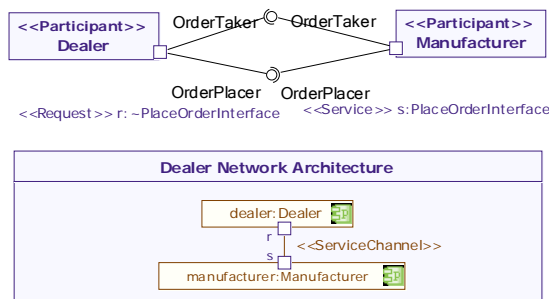 <<Participant>>
Dealer
OrderTaker OrderTaker
<<Participant>>
Manufacturer
OrderPlacer OrderPlacer
<<Request>> r: ~PlaceOrderInterface
<<Service>> s:PlaceOrderInterface
Dealer Network Architecture
dealer:Dealer P
r
<<ServiceChannel>>
s
manufacturer:Manufacturer P